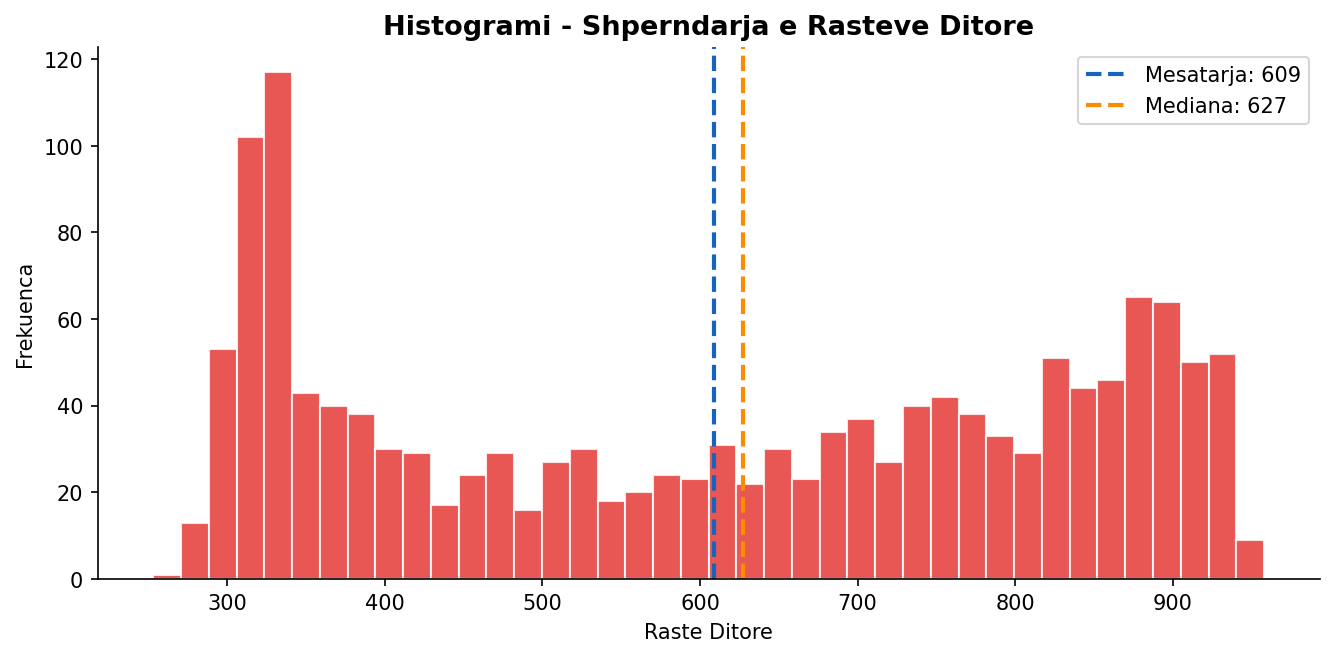 Histogrami - Shperndarja e Rasteve Ditore
Mesatarja: 609
Mediana: 627
Frekuenca
120
100
80
60
40
20
0
300 400 500 600 700 800 900
Raste Ditore